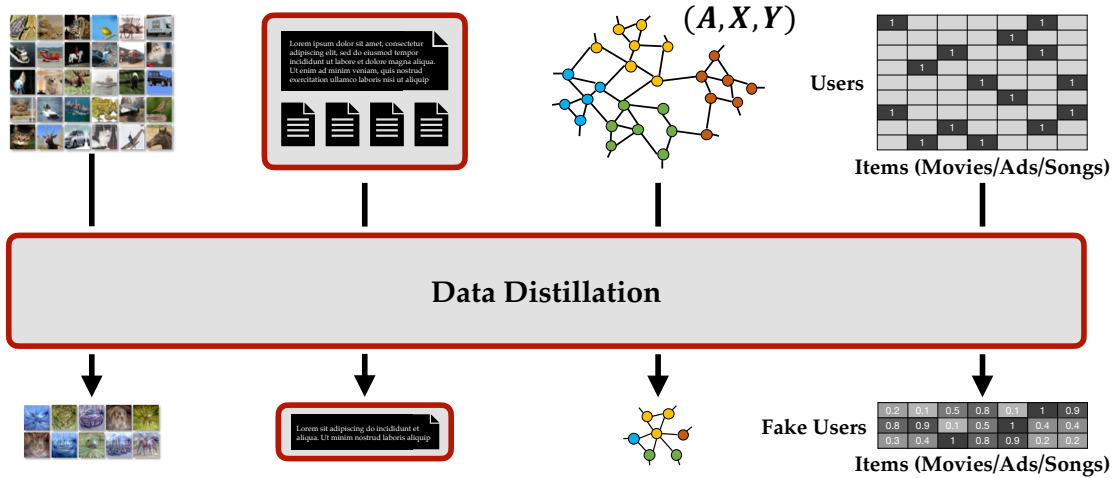 Lorem ipsum dolor sit amet, consectetur
adipiscing elit, sed do eiusmod tempor
incididunt ut labore et dolore magna aliqua.
Ut enim ad minim veniam, quis nostrud
exercitation ullamco laboris nisi ut aliquip
(A, X, Y)
Users
1 1
1
1 1
1
1 1
1
1 1
1 1
1 1
Items (Movies/Ads/Songs)
Data Distillation
Lorem sit adipiscing do incididunt et
aliqua. Ut minim nostrud laboris aliquip
Fake Users
0.2 0.1 0.5 0.8 0.1 1 0.9
0.8 0.9 0.1 0.5 1 0.4 0.4
0.3 0.4 1 0.8 0.9 0.2 0.2
Items (Movies/Ads/Songs)